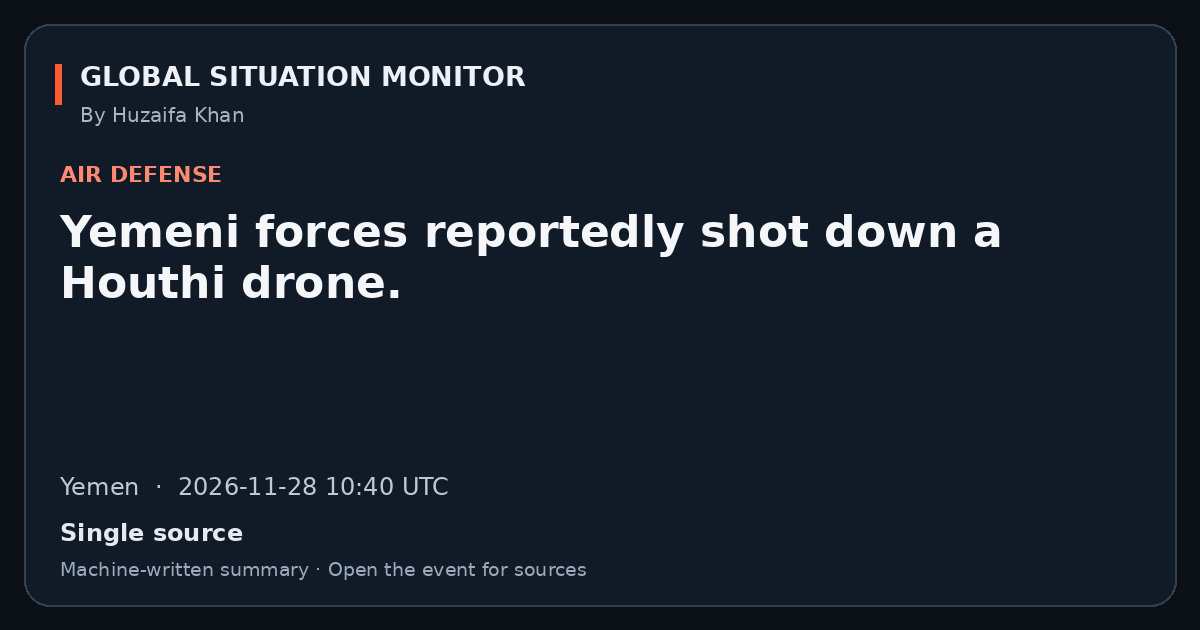 GLOBAL SITUATION MONITOR
By Huzaifa Khan
AIR DEFENSE
Yemeni forces reportedly shot down a
Houthi drone.
Yemen · 2026-11-28 10:40 UTC
Single source
Machine-written summary · Open the event for sources